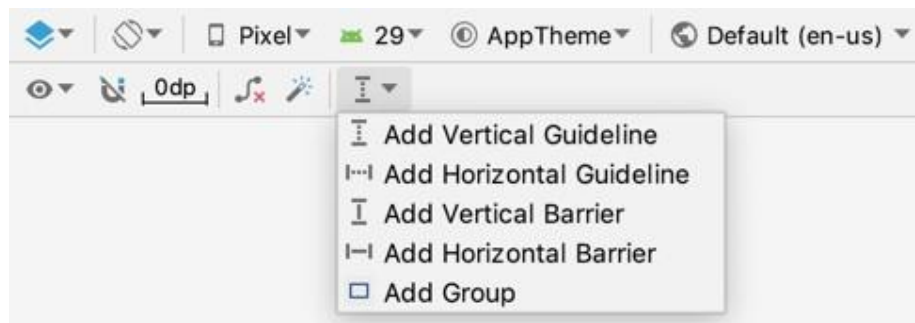 Pixel 29 AppTheme Default (en-us)
0dp
Add Vertical Guideline
Add Horizontal Guideline
Add Vertical Barrier
Add Horizontal Barrier
Add Group